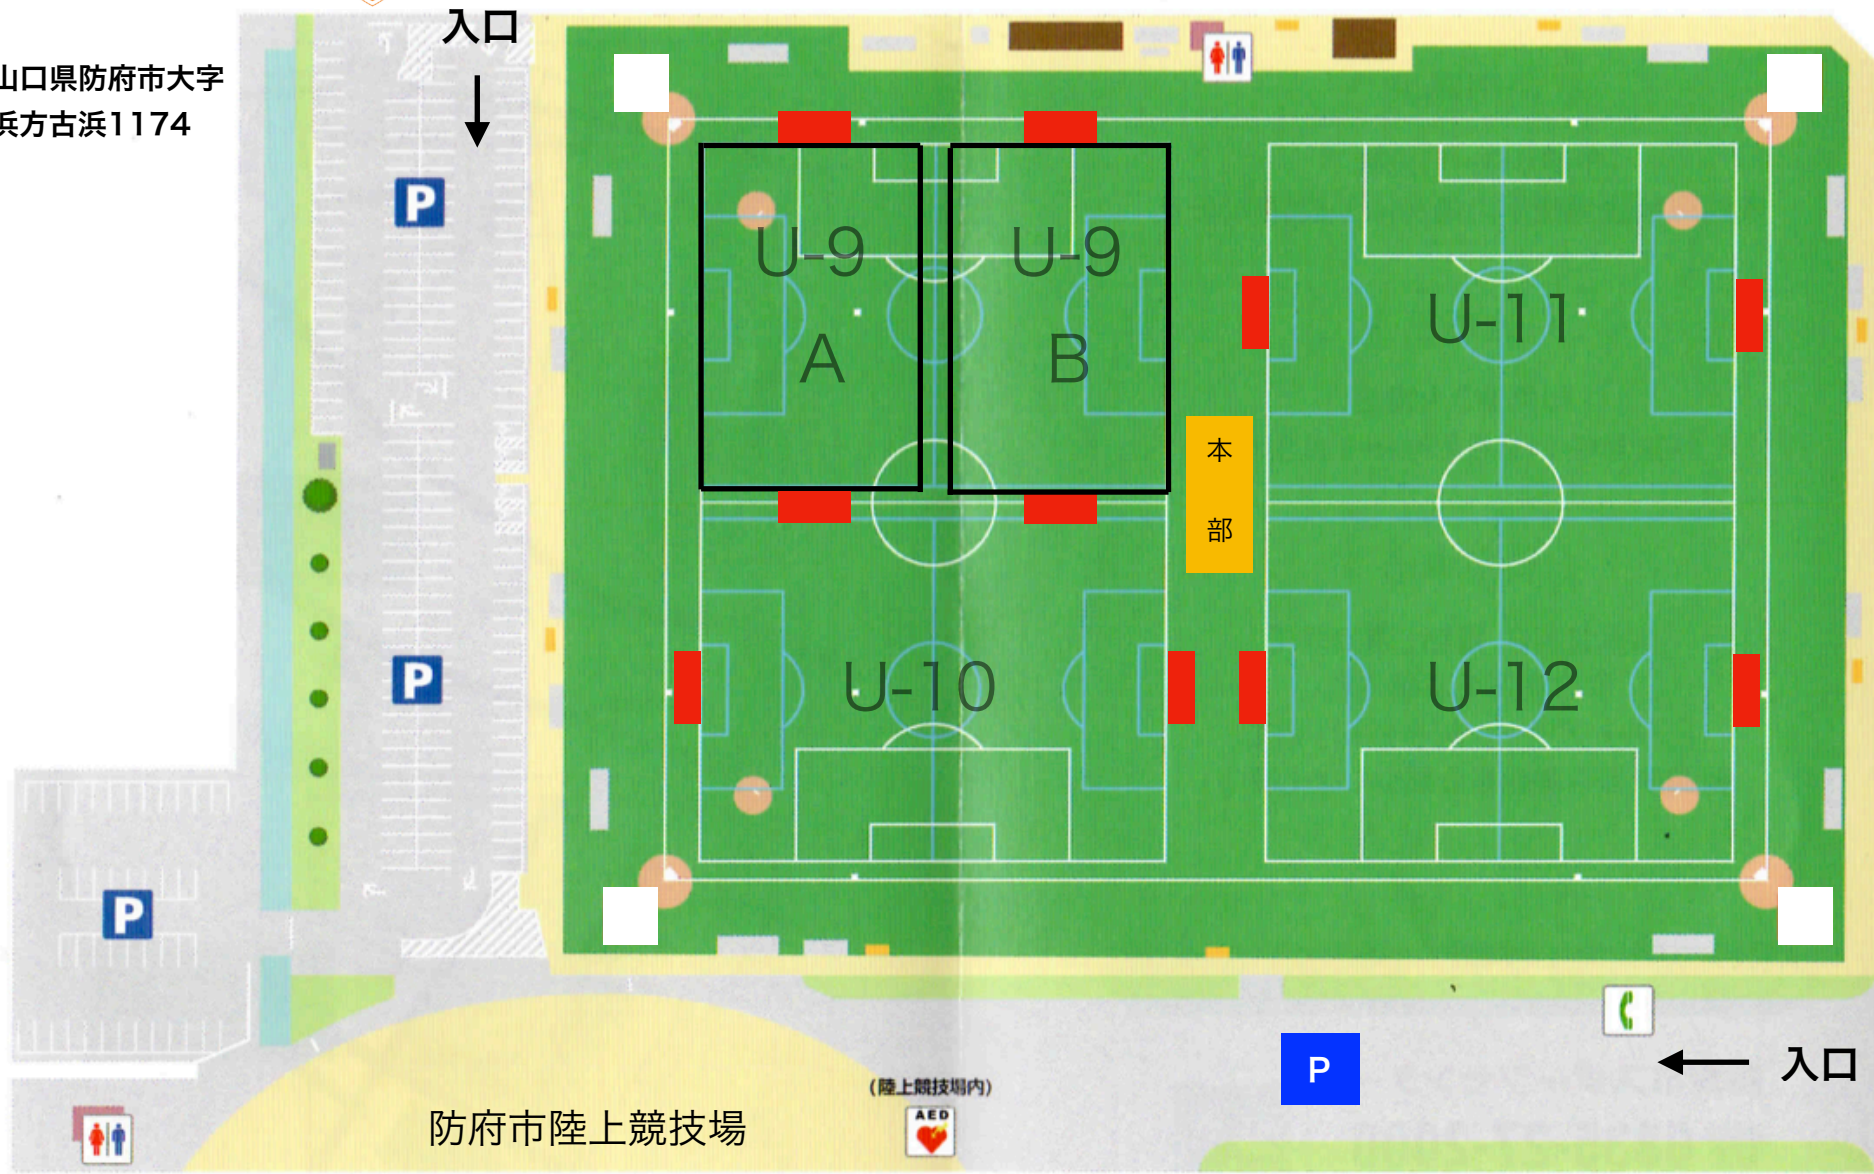 入口
山口県防府市大字
浜方古浜1174
P
U-9
A
U-9
B
U-11
本
部
P
U-10
U-12
P
P
入口
(陸上競技場内)
AED
防府市陸上競技場